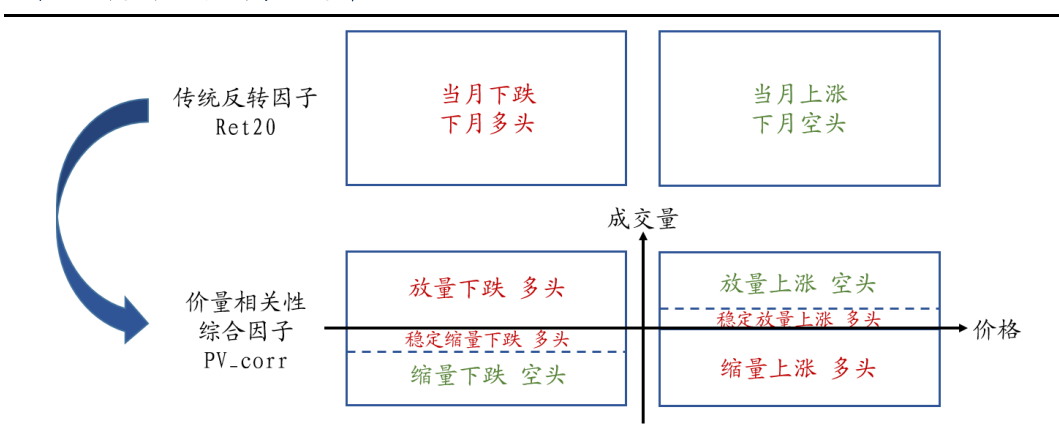 传统反转因子
Ret20
当月下跌
下月多头
当月上涨
下月空头
成交量
价量相关性
综合因子
PV_corr
放量下跌 多头
稳定缩量下跌 多头
缩量下跌 空头
放量上涨 空头
稳定放量上涨 多头
缩量上涨 多头
价格